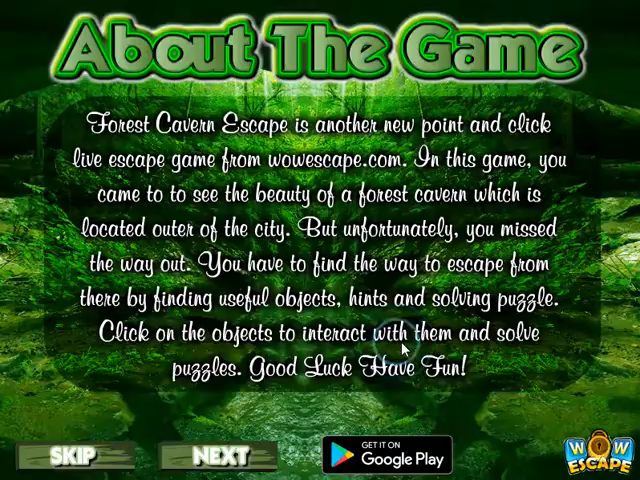 About The Game
Forest Cavern Escape is another new point and click
live escape game from wowescape.com. In this game, you
came to to see the beauty of a forest cavern which is
located outer of the city. But unfortunately, you missed
the way out. You have to find the way to escape from
there by finding useful objects, hints and solving puzzle.
Click on the objects to interact with them and solve
puzzles. Good Luck Have Fun!
SKIP
NEXT
GET IT ON
Google Play
WOW
ESCAPE